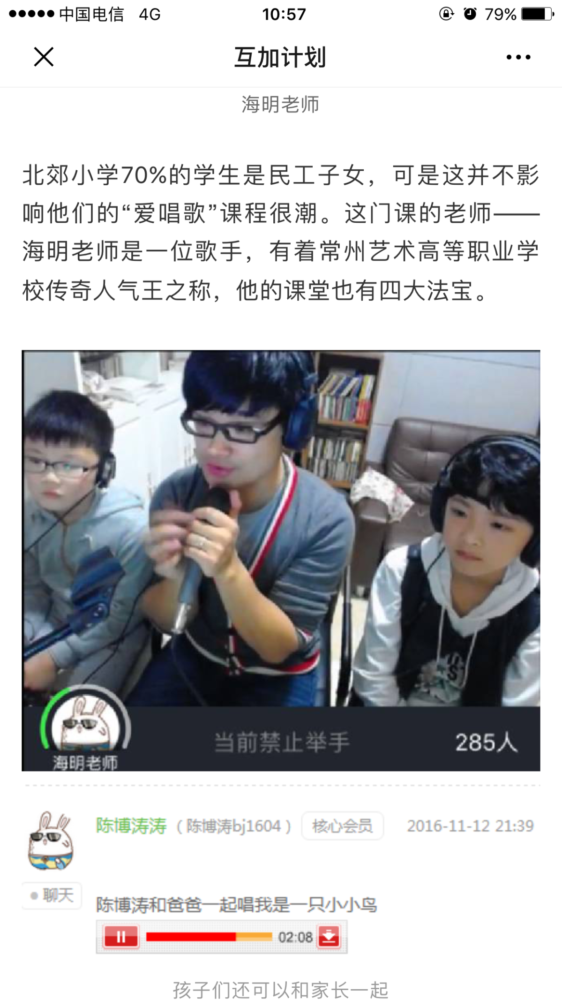 中国电信 4G 10:57 79%
互加计划
海明老师
北郊小学70%的学生是民工子女，可是这并不影
响他们的“爱唱歌”课程很潮。这门课的老师——
海明老师是一位歌手，有着常州艺术高等职业学
校传奇人气王之称，他的课堂也有四大法宝。
海明老师 当前禁止举手 285人
陈博涛涛（陈博涛bj1604） 核心会员 2016-11-12 21:39
聊天
陈博涛和爸爸一起唱我是一只小小鸟
02:08
孩子们还可以和家长一起